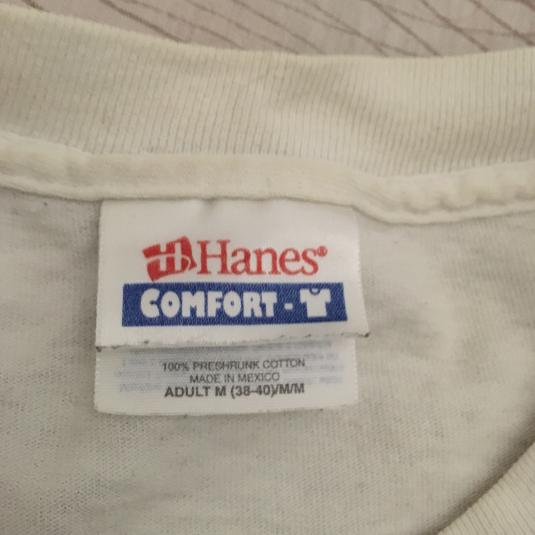 Hanes®
COMFORT -
100% PRESHRUNK COTTON
MADE IN MEXICO
ADULT M (38-40)/M/M